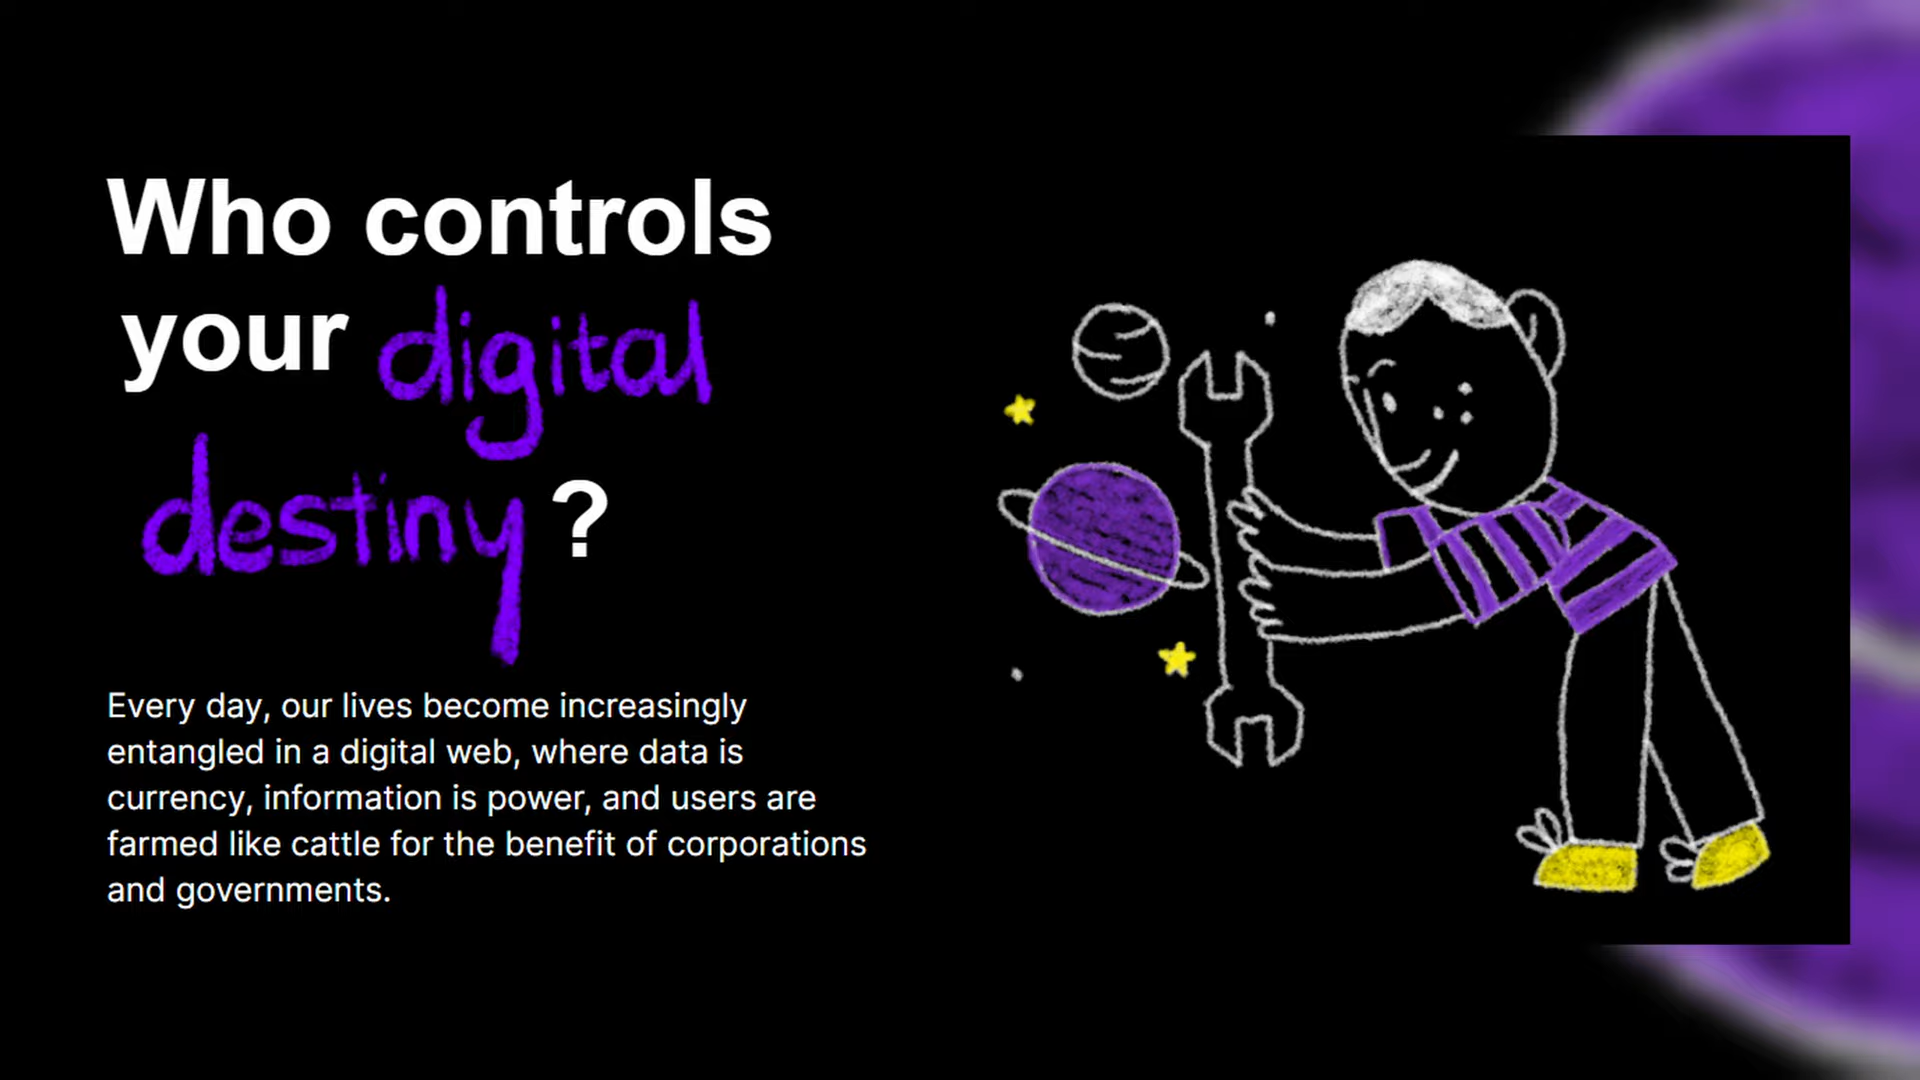 Who controls
your digital
destiny ?
Every day, our lives become increasingly
entangled in a digital web, where data is
currency, information is power, and users are
farmed like cattle for the benefit of corporations
and governments.